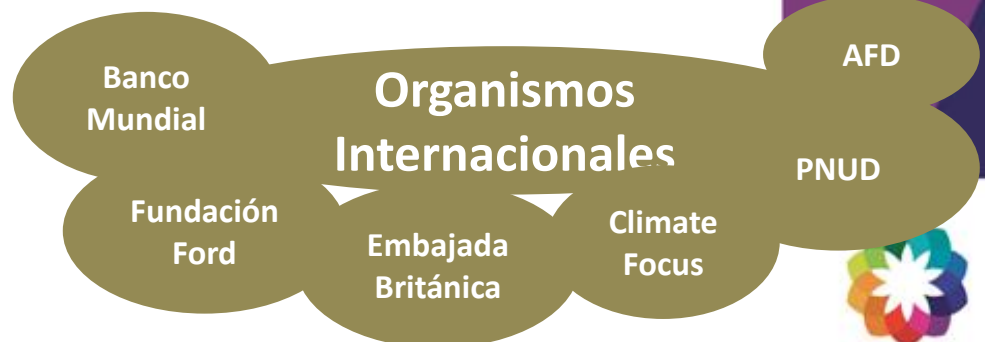 Organismos
Internacionales
Banco
Mundial
Fundación
Ford
Embajada
Británica
Climate
Focus
PNUD
AFD